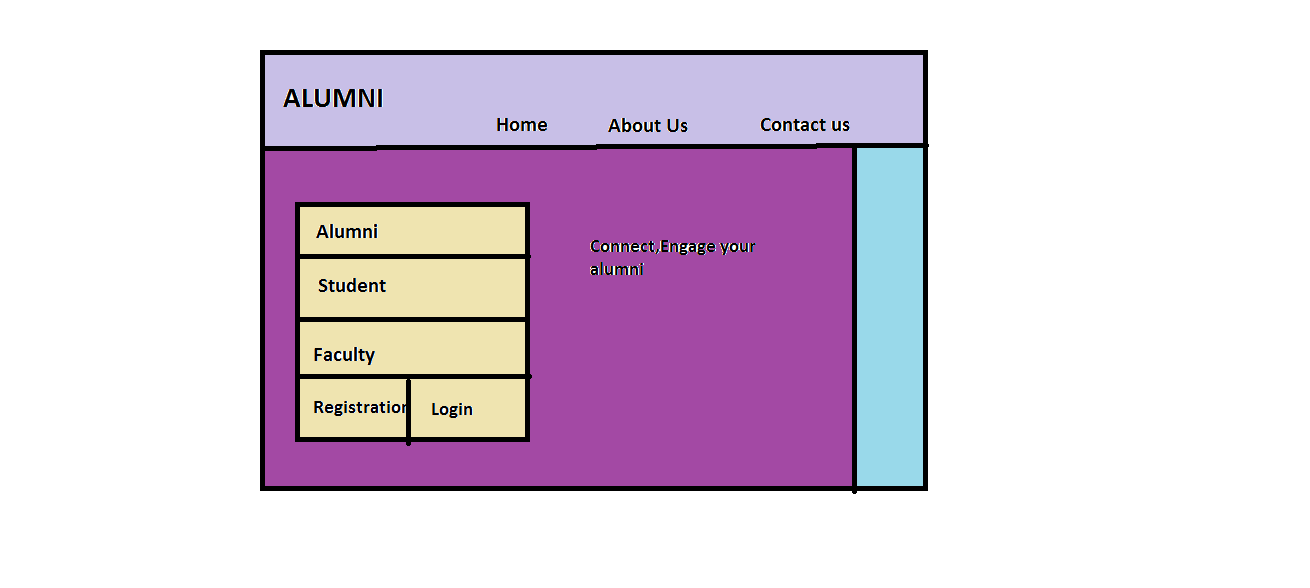 ALUMNI
Home About Us Contact us
Alumni
Student
Faculty
Registration Login
Connect,Engage your
alumni